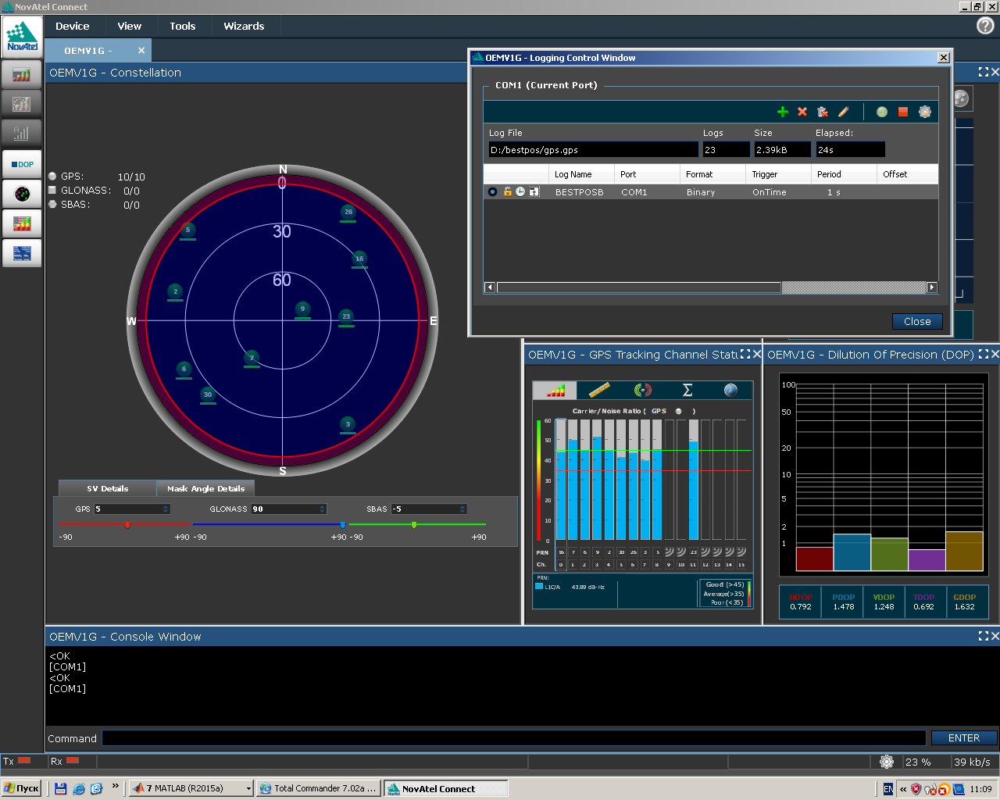 NovAtel Connect
NovAtel
Device View Tools Wizards
OEMV1G -
OEMV1G - Constellation
GPS: 10/10
GLONASS: 0/0
SBAS: 0/0
N
0
30
60
W
E
S
26
5
16
2
9
23
7
6
30
3
SV Details Mask Angle Details
GPS 5 GLONASS 90 SBAS -5
-90 +90 -90 +90 -90 +90
OEMV1G - Logging Control Window
COM1 (Current Port)
Log File Logs Size Elapsed:
D:/bestpos/gps.gps 23 2.39kB 24s
Log Name Port Format Trigger Period Offset
BESTPOSB COM1 Binary OnTime 1 s
Close
DOP
OEMV1G - GPS Tracking Channel Statu
Carrier/Noise Ratio ( GPS )
60
50
40
30
20
10
0
PRN 16 7 6 9 2 30 26 3 5 23
Ch. 0 1 2 3 4 5 6 7 8 9 10 11 12 13 14 15
PRN:
L1C/A 43.99 dB-Hz
Good (>45)
Average(>35)
Poor (<35)
OEMV1G - Dilution Of Precision (DOP)
100
50
20
10
5
2
1
HDOP PDOP VDOP TDOP GDOP
0.792 1.478 1.248 0.692 1.632
OEMV1G - Console Window
<OK
[COM1]
<OK
[COM1]
Command ENTER
Tx Rx 23 % 39 kb/s
Пуск » 7 MATLAB (R2015a) Total Commander 7.02a ... NovAtel Connect EN « 11:09